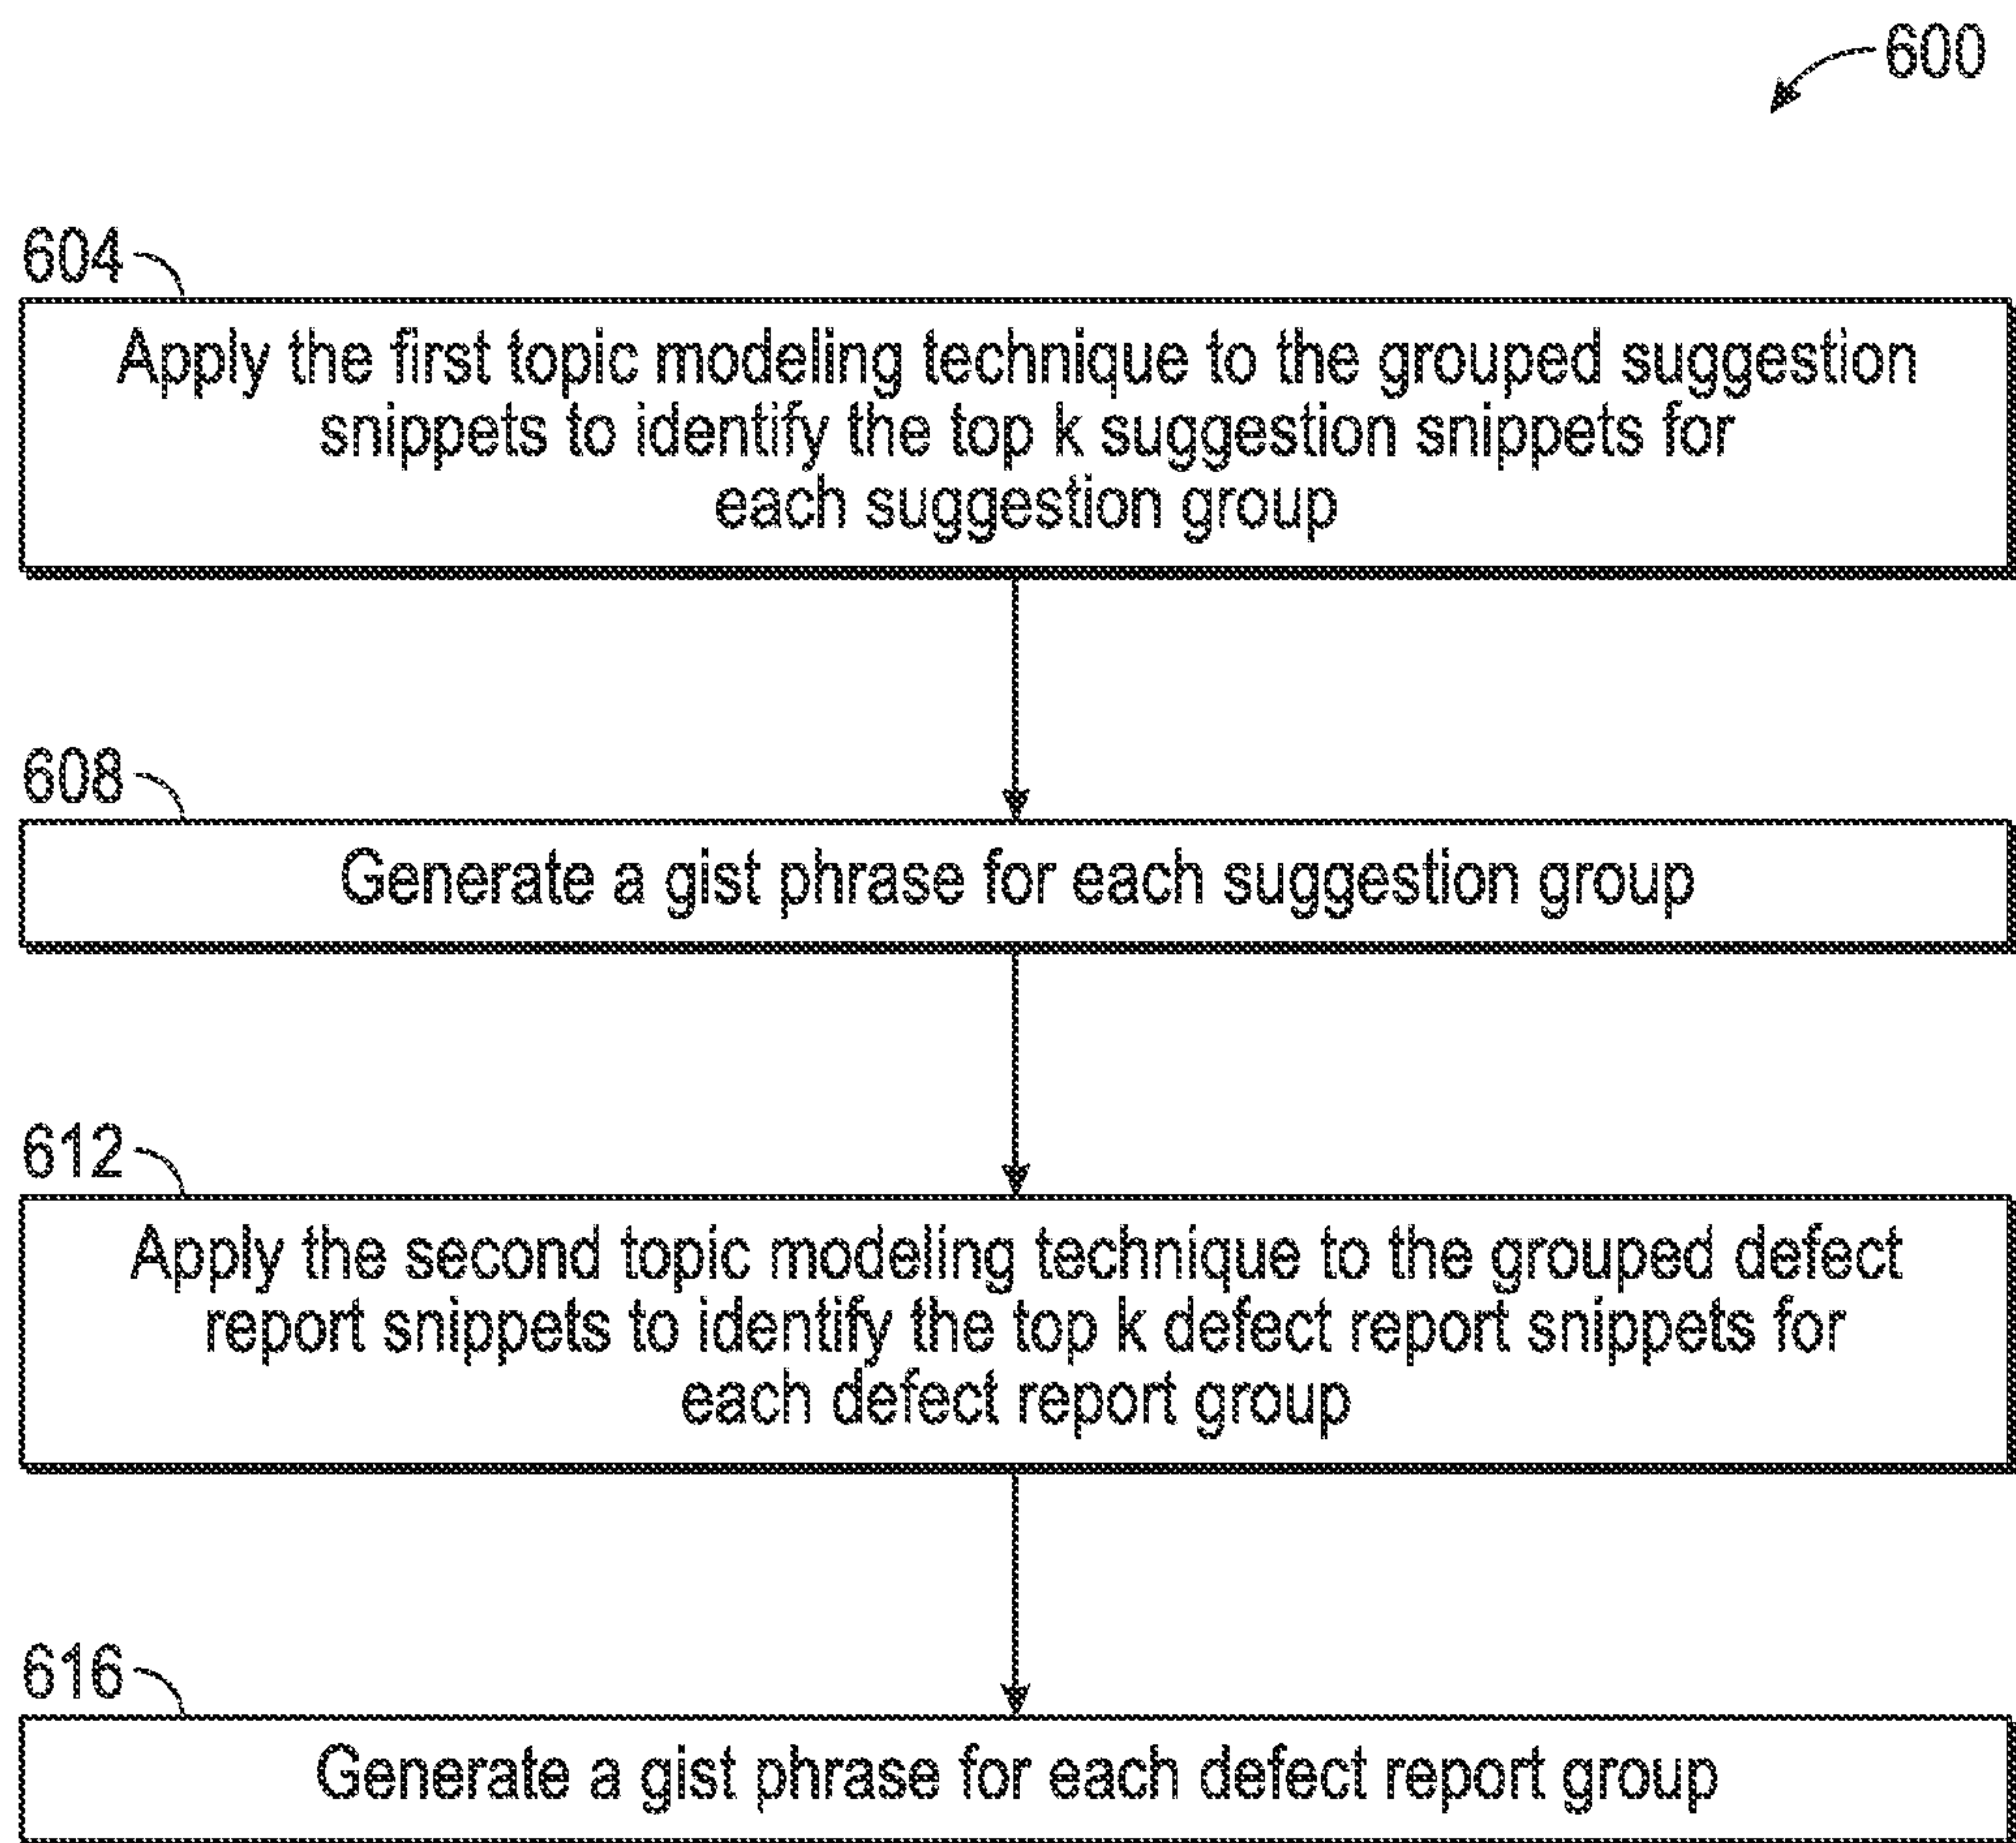 600
604
Apply the first topic modeling technique to the grouped suggestion
snippets to identify the top k suggestion snippets for
each suggestion group
608
Generate a gist phrase for each suggestion group
612
Apply the second topic modeling technique to the grouped defect
report snippets to identify the top k defect report snippets for
each defect report group
616
Generate a gist phrase for each defect report group